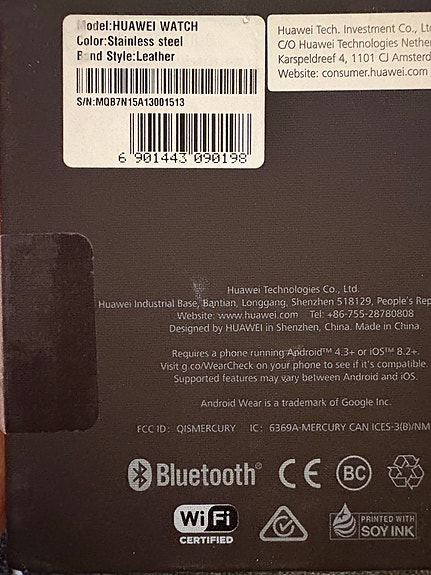 Model:HUAWEI WATCH
Color:Stainless steel
Band Style:Leather
S/N:MQB7N15A13001513
6 901443 090198
Huawei Tech. Investment Co., Lt
C/O Huawei Technologies Nether
Karspeldreef 4, 1101 CJ Amsterd
Website: consumer.huawei.com
Huawei Technologies Co., Ltd.
Huawei Industrial Base, Bantian, Longgang, Shenzhen 518129, People's Rep
Website: www.huawei.com Tel: +86-755-28780808
Designed by HUAWEI in Shenzhen, China. Made in China.
Requires a phone running Android™ 4.3+ or iOS® 8.2+.
Visit g.co/WearCheck on your phone to see if it's compatible.
Supported features may vary between Android and iOS.
Android Wear is a trademark of Google Inc.
FCC ID: QISMERCURY IC: 6369A-MERCURY CAN ICES-3(B)/NM
Bluetooth® CE BC
Wi Fi
CERTIFIED
PRINTED WITH
SOY INK